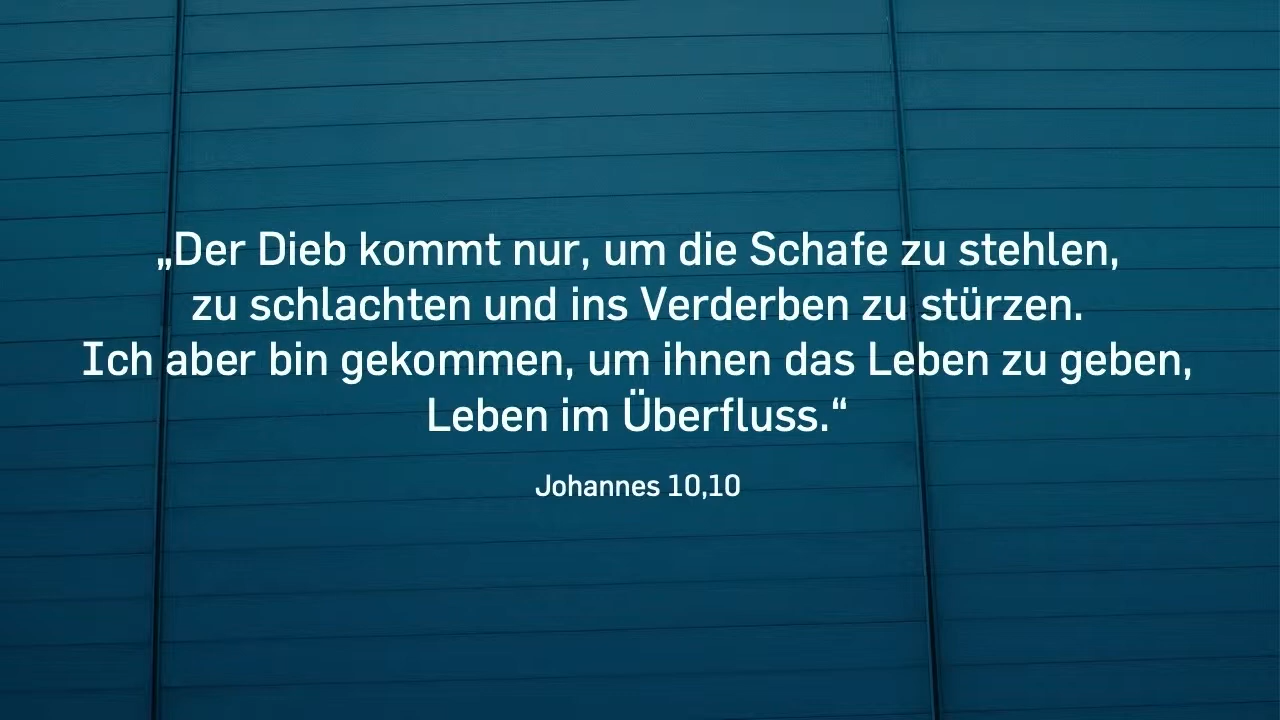 „Der Dieb kommt nur, um die Schafe zu stehlen,
zu schlachten und ins Verderben zu stürzen.
Ich aber bin gekommen, um ihnen das Leben zu geben,
Leben im Überfluss.“
Johannes 10,10